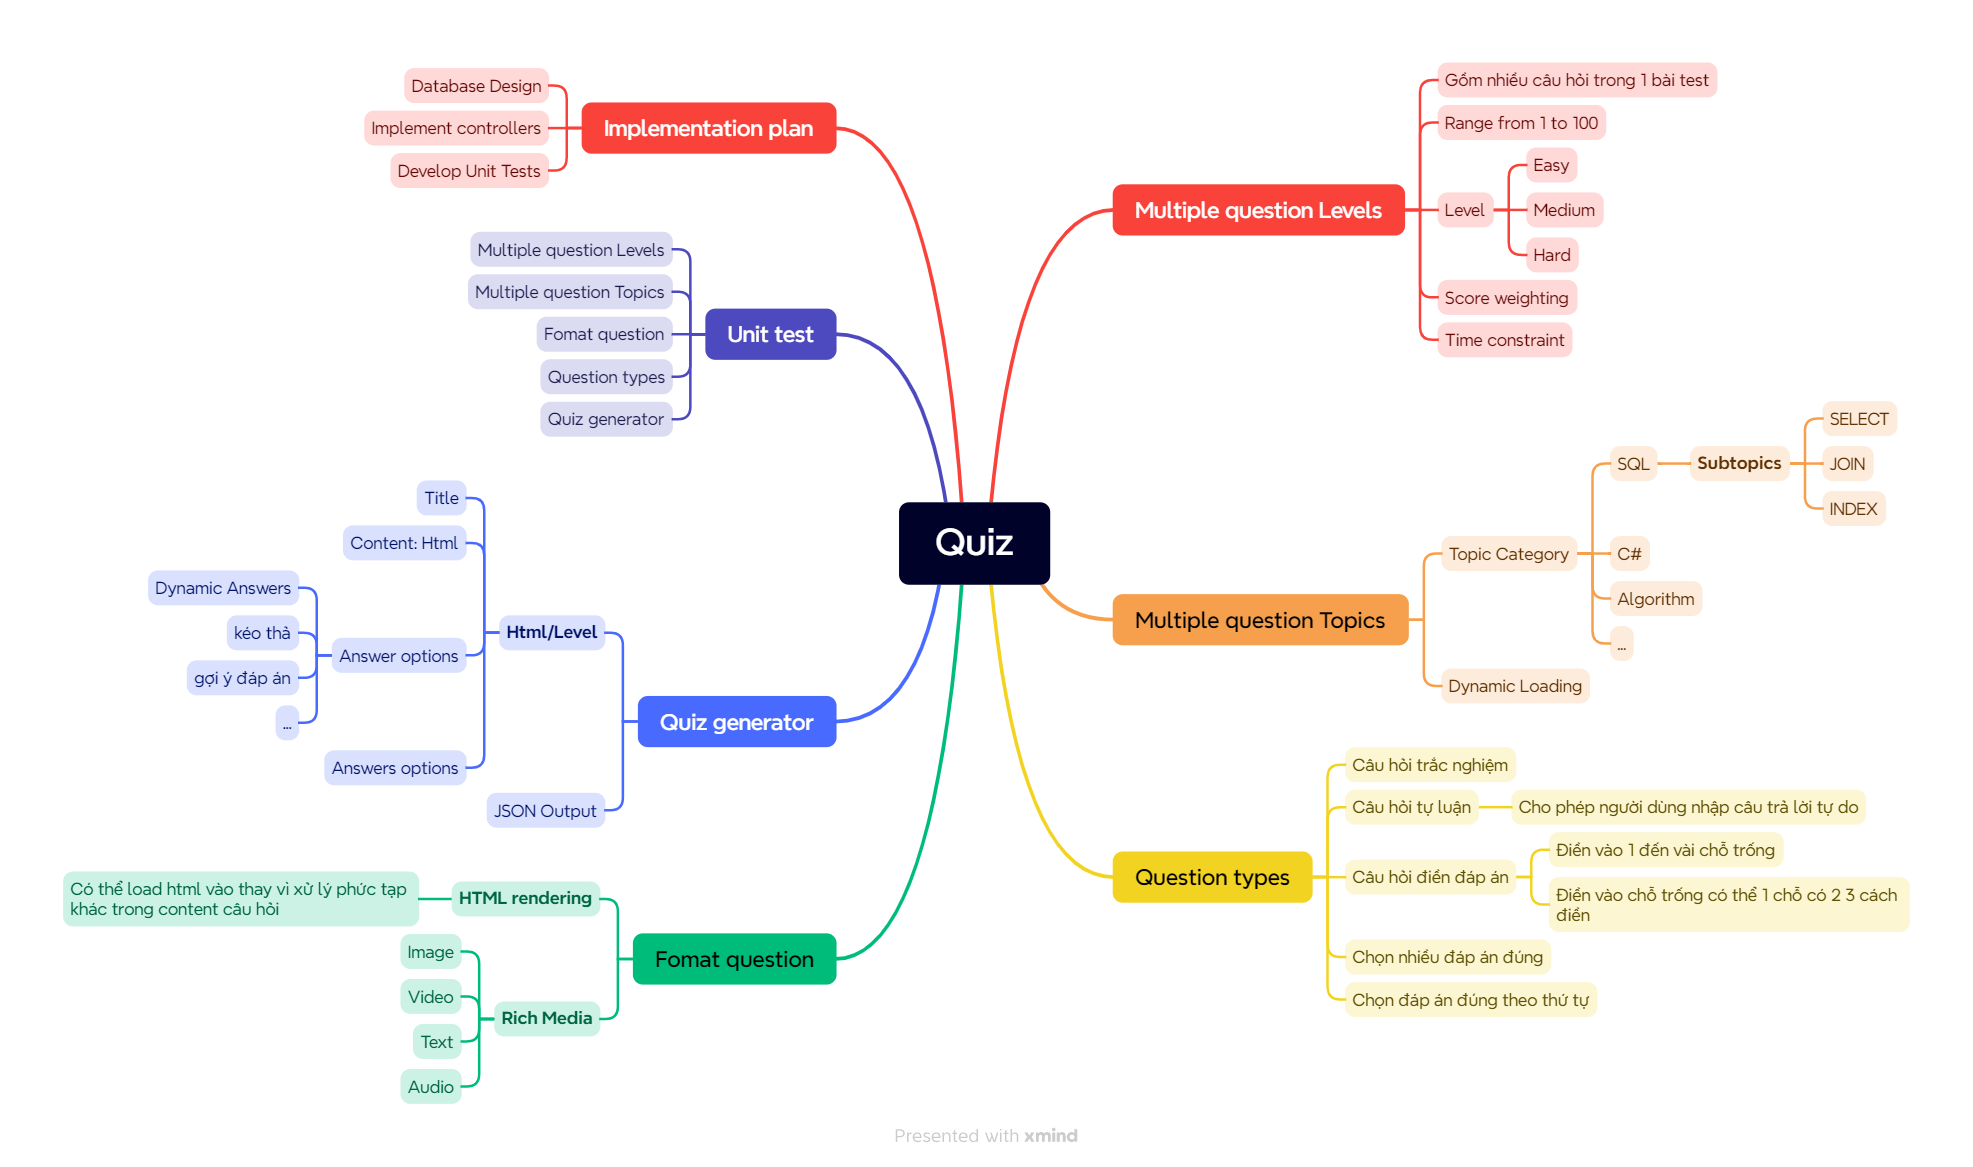 Quiz
Multiple question Levels
Gồm nhiều câu hỏi trong 1 bài test
Range from 1 to 100
Level
Easy
Medium
Hard
Score weighting
Time constraint
Multiple question Topics
Topic Category
SQL
Subtopics
SELECT
JOIN
INDEX
C#
Algorithm
...
Dynamic Loading
Question types
Câu hỏi trắc nghiệm
Câu hỏi tự luận
Cho phép người dùng nhập câu trả lời tự do
Câu hỏi điền đáp án
Điền vào 1 đến vài chỗ trống
Điền vào chỗ trống có thể 1 chỗ có 2 3 cách
điền
Chọn nhiều đáp án đúng
Chọn đáp án đúng theo thứ tự
Implementation plan
Database Design
Implement controllers
Develop Unit Tests
Unit test
Multiple question Levels
Multiple question Topics
Fomat question
Question types
Quiz generator
Quiz generator
Html/Level
Title
Content: Html
Answer options
Dynamic Answers
kéo thả
gợi ý đáp án
...
Answers options
JSON Output
Fomat question
HTML rendering
Có thể load html vào thay vì xử lý phức tạp
khác trong content câu hỏi
Rich Media
Image
Video
Text
Audio
Presented with xmind